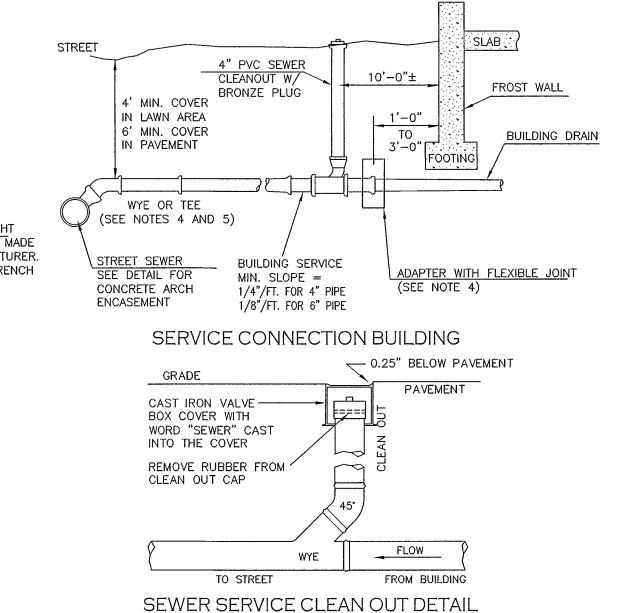 STREET
4" PVC SEWER
CLEANOUT W/
BRONZE PLUG
SLAB
10'-0"±
FROST WALL
4' MIN. COVER
IN LAWN AREA
6' MIN. COVER
IN PAVEMENT
1'-0"
TO
3'-0"
BUILDING DRAIN
FOOTING
WYE OR TEE
(SEE NOTES 4 AND 5)
HT
MADE
TURER.
RENCH
STREET SEWER
SEE DETAIL FOR
CONCRETE ARCH
ENCASEMENT
BUILDING SERVICE
MIN. SLOPE =
1/4"/FT. FOR 4" PIPE
1/8"/FT. FOR 6" PIPE
ADAPTER WITH FLEXIBLE JOINT
(SEE NOTE 4)
SERVICE CONNECTION BUILDING
0.25" BELOW PAVEMENT
GRADE
PAVEMENT
CAST IRON VALVE
BOX COVER WITH
WORD "SEWER" CAST
INTO THE COVER
REMOVE RUBBER FROM
CLEAN OUT CAP
CLEAN OUT
45°
WYE
FLOW
TO STREET
FROM BUILDING
SEWER SERVICE CLEAN OUT DETAIL